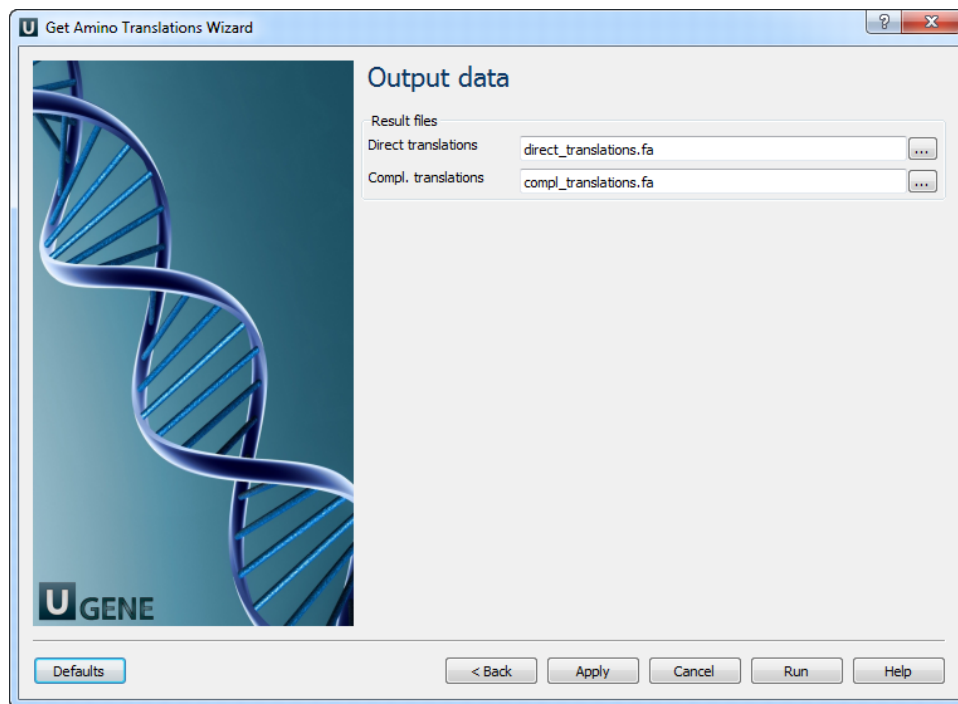 U Get Amino Translations Wizard
? X
Output data
Result files
Direct translations direct_translations.fa ...
Compl. translations compl_translations.fa ...
U GENE
Defaults < Back Apply Cancel Run Help